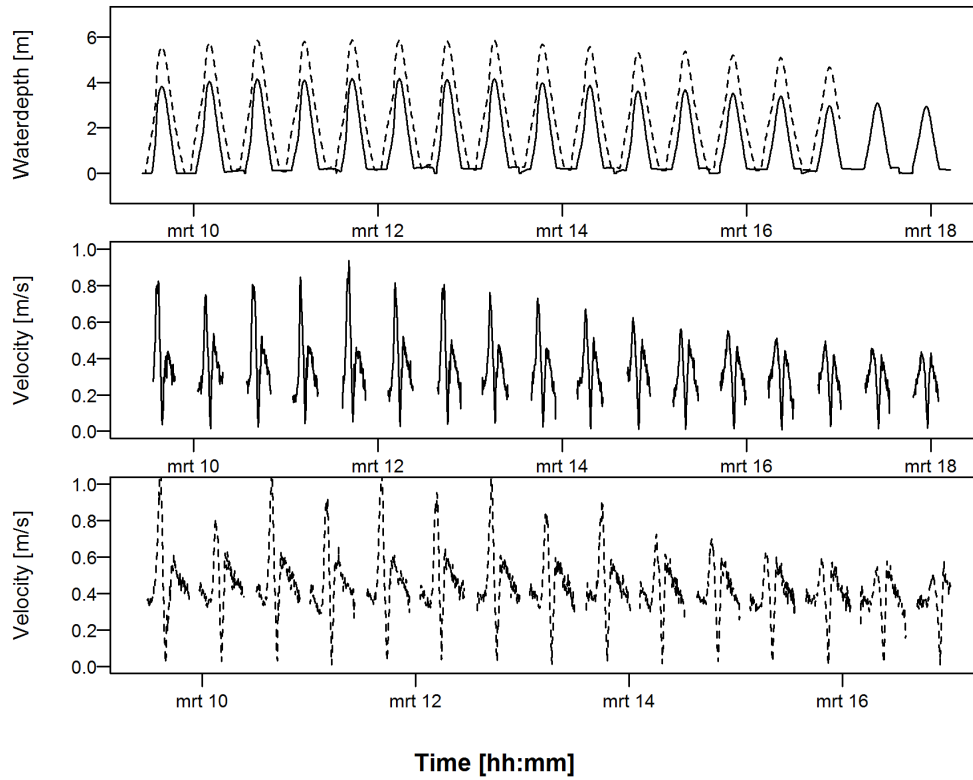 Waterdepth [m]
6
4
2
0
mrt 10 mrt 12 mrt 14 mrt 16 mrt 18
Velocity [m/s]
1.0
0.8
0.6
0.4
0.2
0.0
mrt 10 mrt 12 mrt 14 mrt 16 mrt 18
Velocity [m/s]
1.0
0.8
0.6
0.4
0.2
0.0
mrt 10 mrt 12 mrt 14 mrt 16
Time [hh:mm]